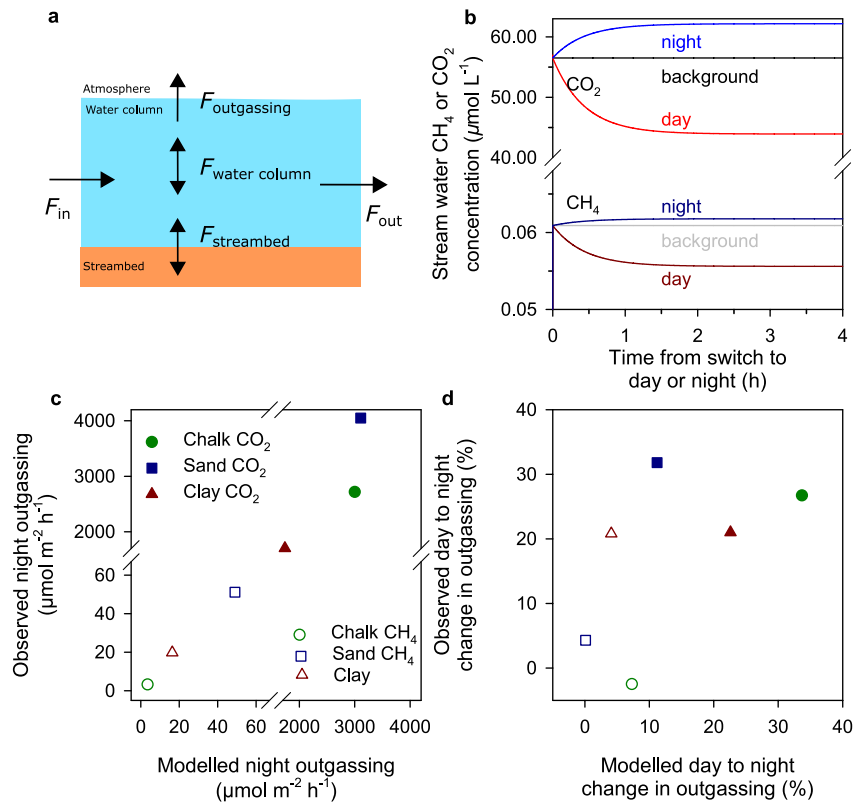 a
Atmosphere
Water column
F outgassing
F water column
F in
F out
F streambed
Streambed
b
Stream water CH4 or CO2
concentration (µmol L⁻¹)
60.00
50.00
40.00
0.06
0.05
night
background
CO2
day
CH4
night
background
day
0 1 2 3 4
Time from switch to
day or night (h)
c
Observed night outgassing
(µmol m⁻² h⁻¹)
4000
3000
2000
60
40
20
0
Chalk CO2
Sand CO2
Clay CO2
Chalk CH4
Sand CH4
Clay
0 20 40 60 2000 3000 4000
Modelled night outgassing
(µmol m⁻² h⁻¹)
d
Observed day to night
change in outgassing (%)
40
30
20
10
0
0 10 20 30 40
Modelled day to night
change in outgassing (%)